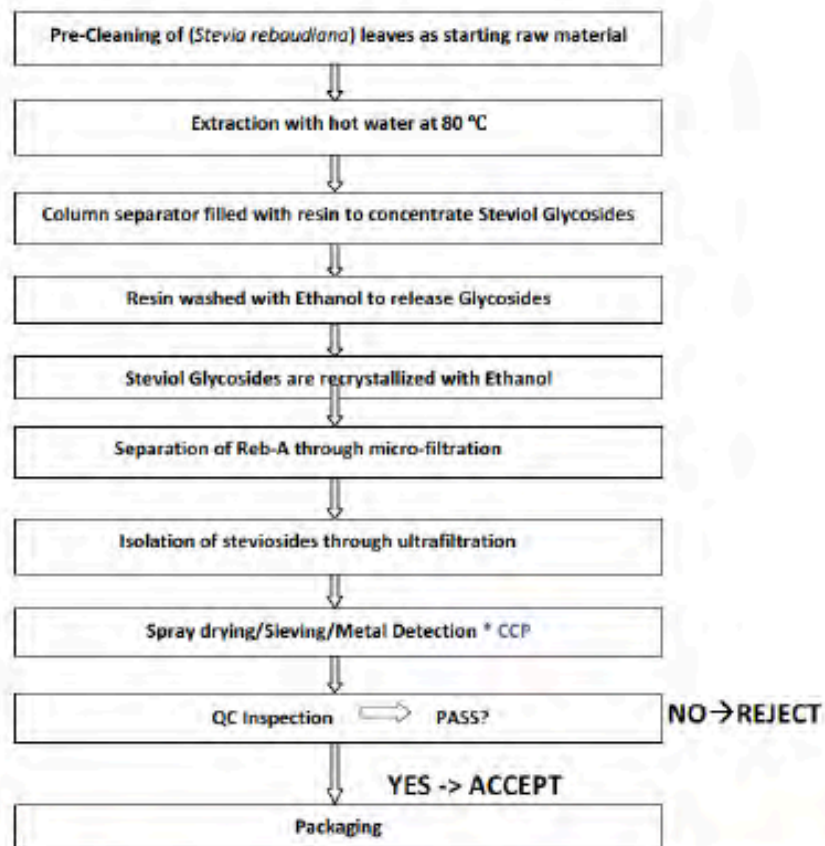 Pre-Cleaning of (Stevia rebaudiana) leaves as starting raw material
Extraction with hot water at 80 °C
Column separator filled with resin to concentrate Steviol Glycosides
Resin washed with Ethanol to release Glycosides
Steviol Glycosides are recrystallized with Ethanol
Separation of Reb-A through micro-filtration
Isolation of steviosides through ultrafiltration
Spray drying/Sieving/Metal Detection * CCP
QC Inspection ⇨ PASS? NO→REJECT
YES -> ACCEPT
Packaging